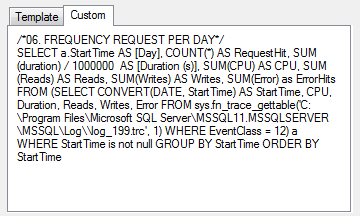 Template Custom
/*06. FREQUENCY REQUEST PER DAY*/
SELECT a.StartTime AS [Day], COUNT(*) AS RequestHit, SUM
(duration) / 1000000  AS [Duration (s)], SUM(CPU) AS CPU, SUM
(Reads) AS Reads, SUM(Writes) AS Writes, SUM(Error) as ErrorHits
FROM (SELECT CONVERT(DATE, StartTime) AS StartTime, CPU,
Duration, Reads, Writes, Error FROM sys.fn_trace_gettable('C:
\Program Files\Microsoft SQL Server\MSSQL11.MSSQLSERVER
\MSSQL\Log\\log_199.trc', 1) WHERE EventClass = 12) a
WHERE StartTime is not null GROUP BY StartTime ORDER BY
StartTime